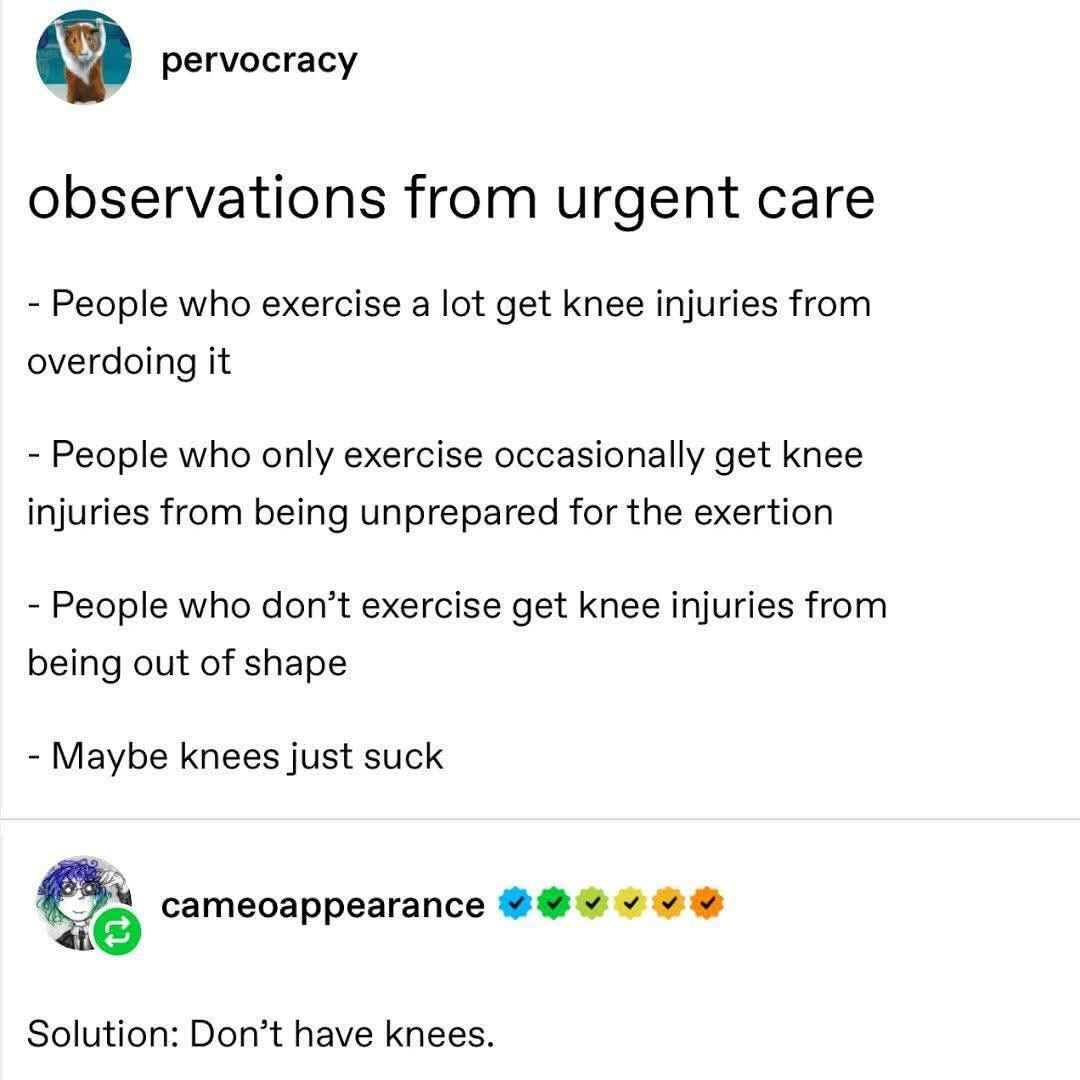 pervocracy
observations from urgent care
- People who exercise a lot get knee injuries from
overdoing it
- People who only exercise occasionally get knee
injuries from being unprepared for the exertion
- People who don’t exercise get knee injuries from
being out of shape
- Maybe knees just suck
cameoappearance
Solution: Don’t have knees.